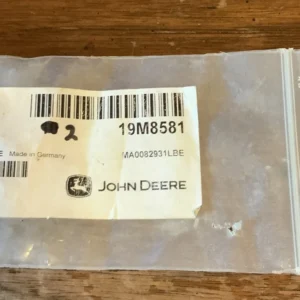 2
19M8581
E Made in Germany
MA0082931LBE
JOHN DEERE